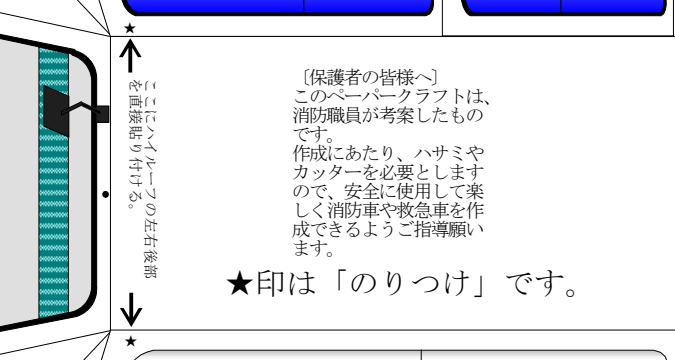 ★
ここにハイルーフの左右後部
を直接貼り付ける。
〔保護者の皆様へ〕
このペーパークラフトは、
消防職員が考案したもの
です。
作成にあたり、ハサミや
カッターを必要とします
ので、安全に使用して楽
しく消防車や救急車を作
成できるようご指導願い
ます。
★印は「のりつけ」です。
★